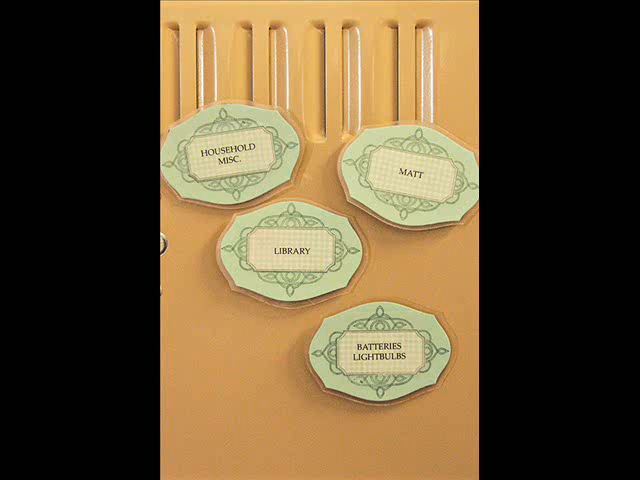 HOUSEHOLD
MISC.
MATT
LIBRARY
BATTERIES
LIGHTBULBS